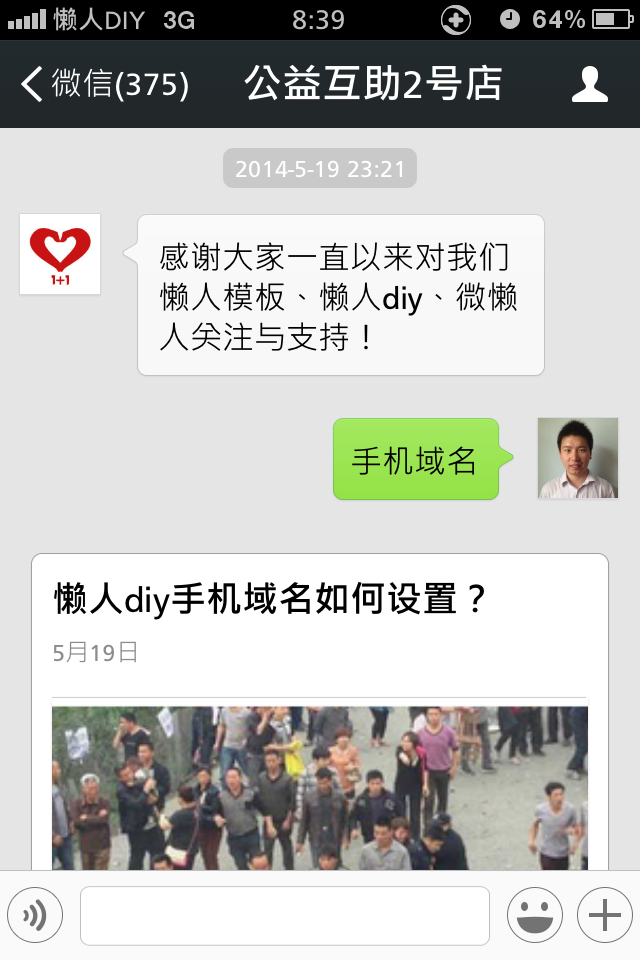 懒人DIY 3G 8:39 64%
微信(375) 公益互助2号店
2014-5-19 23:21
1+1
感谢大家一直以来对我们
懒人模板、懒人diy、微懒
人关注与支持！
手机域名
懒人diy手机域名如何设置？
5月19日